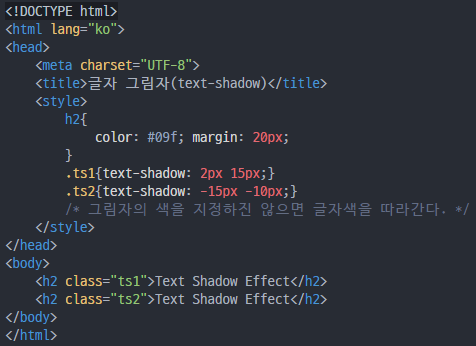 <!DOCTYPE html>
<html lang="ko">
<head>
    <meta charset="UTF-8">
    <title>글자 그림자(text-shadow)</title>
    <style>
        h2{
            color: #09f; margin: 20px;
        }
        .ts1{text-shadow: 2px 15px;}
        .ts2{text-shadow: -15px -10px;}
        /* 그림자의 색을 지정하진 않으면 글자색을 따라간다. */
    </style>
</head>
<body>
    <h2 class="ts1">Text Shadow Effect</h2>
    <h2 class="ts2">Text Shadow Effect</h2>
</body>
</html>